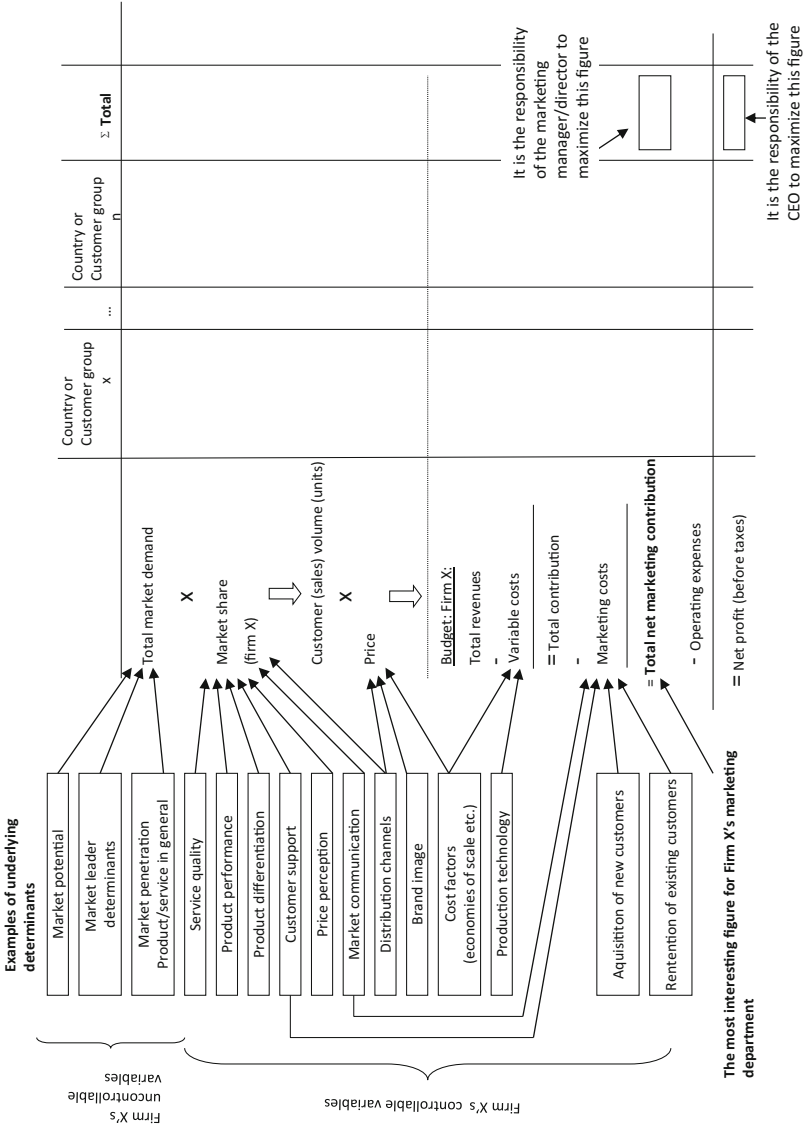 Examples of underlying
determinants
Firm X's
uncontrollable
variables
Firm X's controllable variables
Market potential
Market leader
determinants
Market penetration
Product/service in general
Service quality
Product performance
Product differentiation
Customer support
Price perception
Market communication
Distribution channels
Brand image
Cost factors
(economies of scale etc.)
Production technology
Aquisititon of new customers
Rentention of existing customers
The most interesting figure for Firm X's marketing
department
Total market demand
x
Market share
(firm X)
Customer (sales) volume (units)
x
Price
Budget: Firm X:
Total revenues
-
Variable costs
= Total contribution
-
Marketing costs
= Total net marketing contribution
- Operating expenses
= Net profit (before taxes)
Country or
Customer group
x
...
Country or
Customer group
n
Σ Total
It is the responsibility
of the marketing
manager/director to
maximize this figure
It is the responsibility of the
CEO to maximize this figure